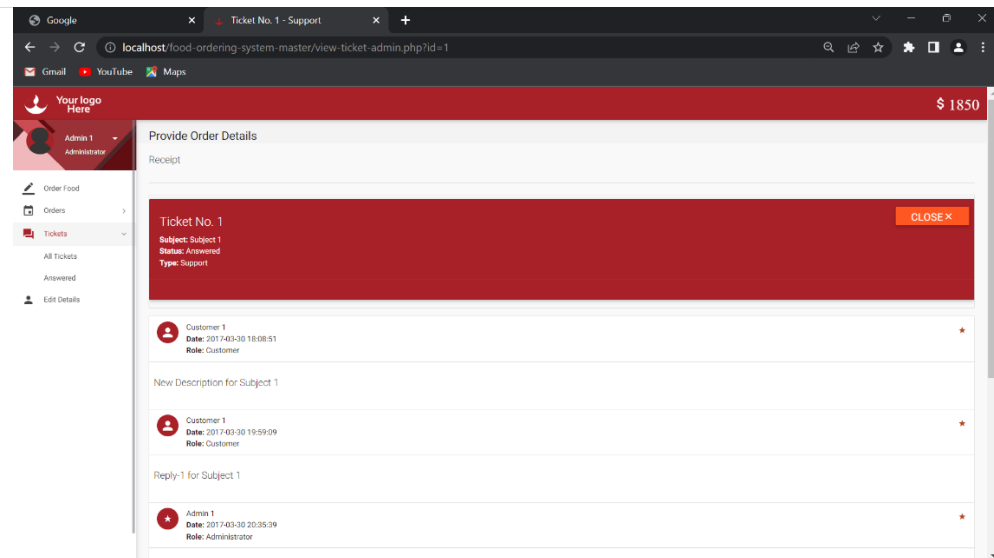 Google
Ticket No. 1 - Support
localhost/food-ordering-system-master/view-ticket-admin.php?id=1
Gmail YouTube Maps
Your logo
Here
$ 1850
Admin 1
Administrator
Provide Order Details
Receipt
Order Food
Orders
Tickets
All Tickets
Answered
Edit Details
Ticket No. 1
CLOSE
Subject: Subject 1
Status: Answered
Type: Support
Customer 1
Date: 2017-03-30 18:08:51
Role: Customer
New Description for Subject 1
Customer 1
Date: 2017-03-30 19:59:09
Role: Customer
Reply-1 for Subject 1
Admin 1
Date: 2017-03-30 20:35:39
Role: Administrator